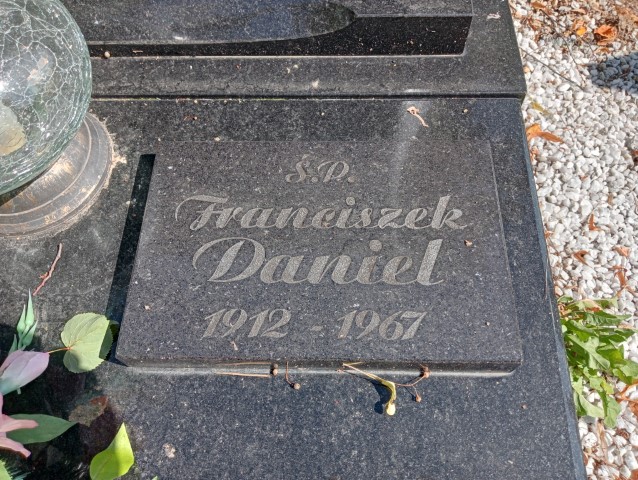 Ś.P.
Franciszek
Daniel
1912 - 1967